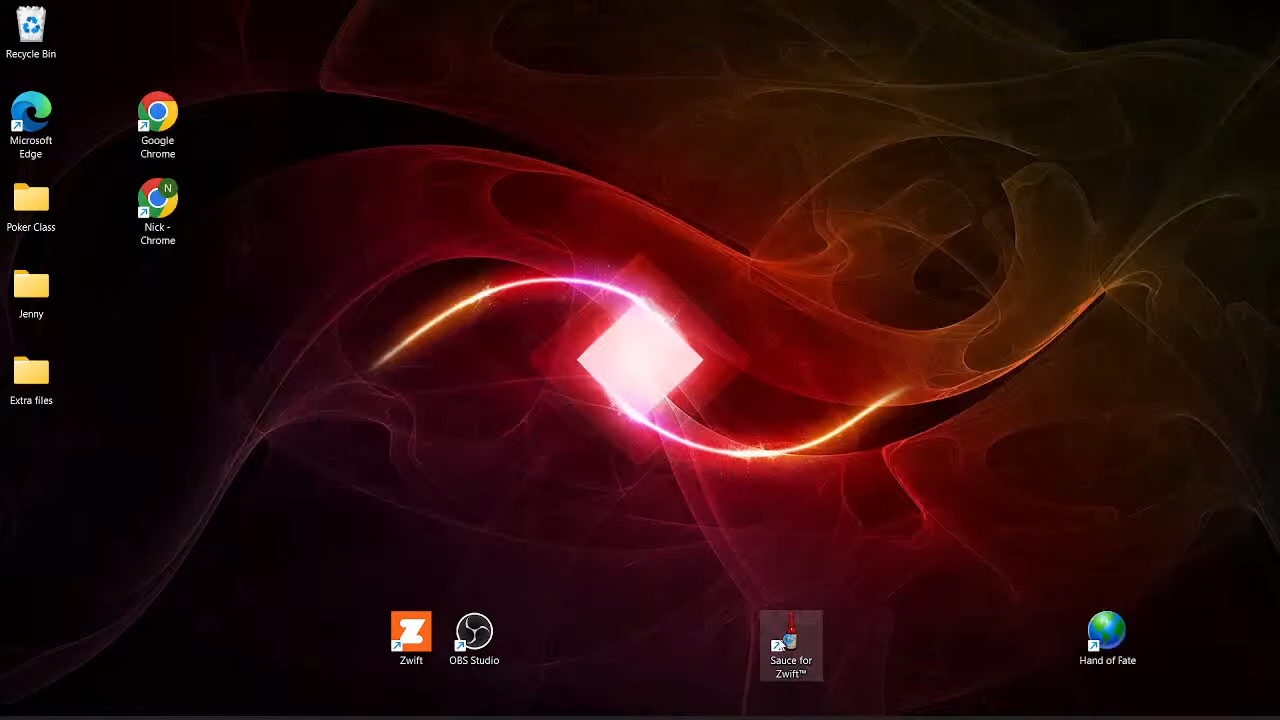 Recycle Bin
Microsoft
Edge
Google
Chrome
Poker Class
N
Nick -
Chrome
Jenny
Extra files
Zwift
OBS Studio
Sauce for
Zwift™
Hand of Fate